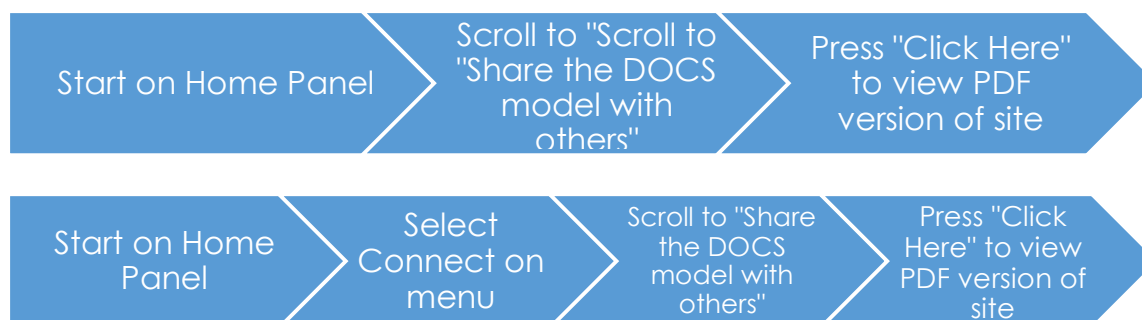 Start on Home Panel
Scroll to "Scroll to
"Share the DOCS
model with
others"
Press "Click Here"
to view PDF
version of site
Start on Home
Panel
Select
Connect on
menu
Scroll to "Share
the DOCS
model with
others"
Press "Click
Here" to view
PDF version of
site